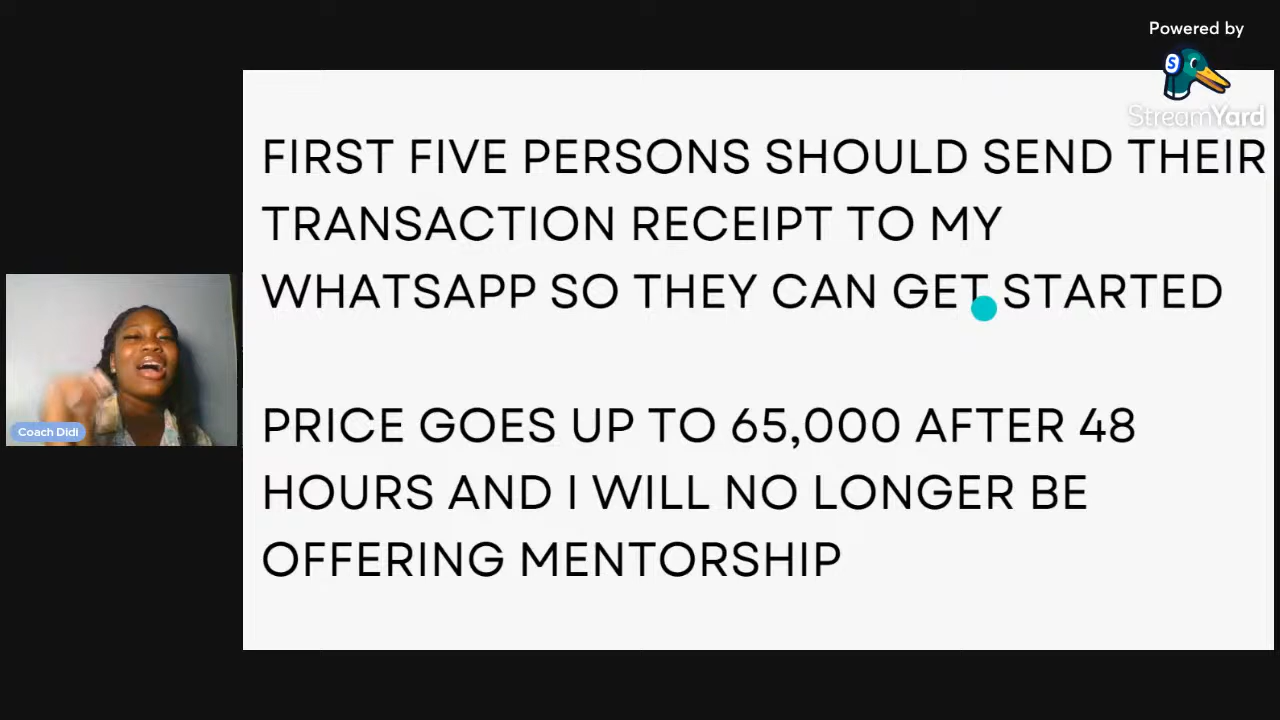 Powered by
StreamYard
FIRST FIVE PERSONS SHOULD SEND THEIR
TRANSACTION RECEIPT TO MY
WHATSAPP SO THEY CAN GET STARTED
PRICE GOES UP TO 65,000 AFTER 48
HOURS AND I WILL NO LONGER BE
OFFERING MENTORSHIP
Coach Didi